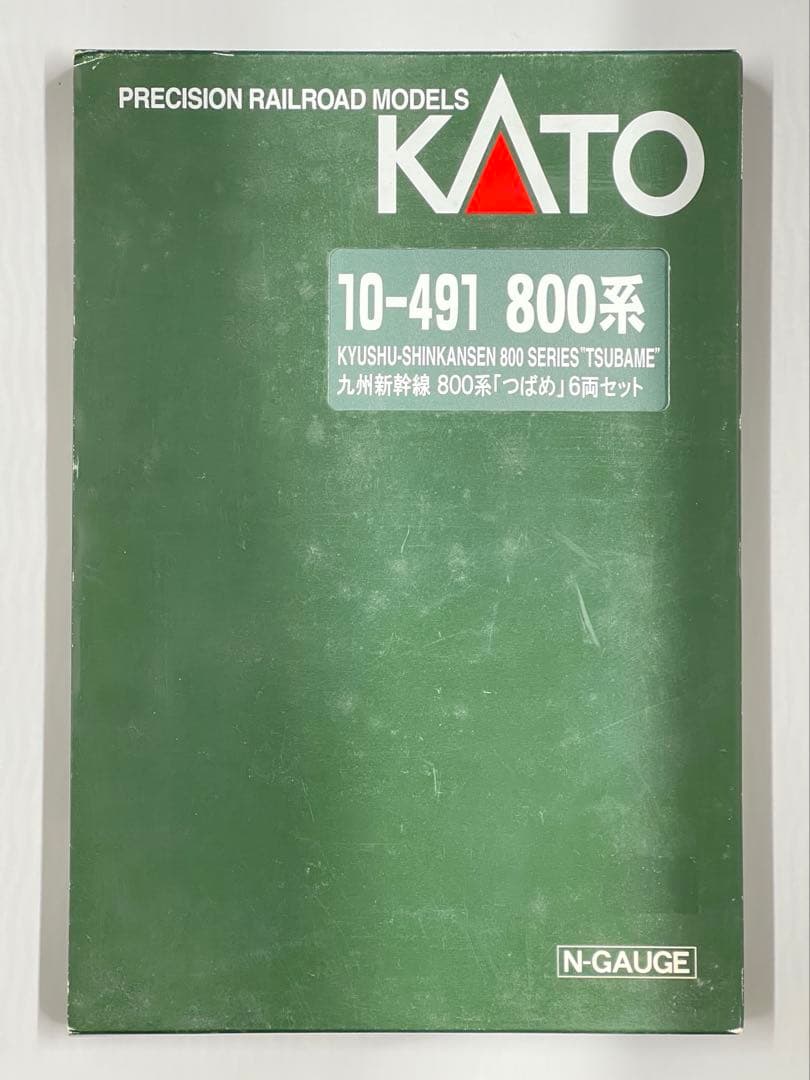 PRECISION RAILROAD MODELS
KATO
10-491 800系
KYUSHU-SHINKANSEN 800 SERIES"TSUBAME"
九州新幹線 800系「つばめ」6両セット
N-GAUGE